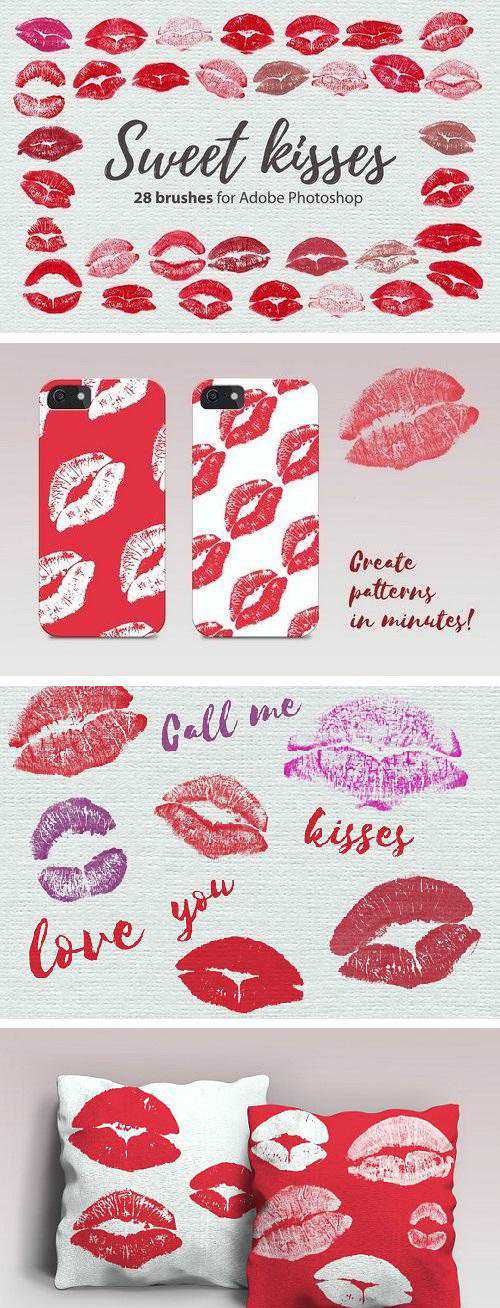 Sweet kisses
28 brushes for Adobe Photoshop
Create
patterns
in minutes!
Call me
kisses
you
love